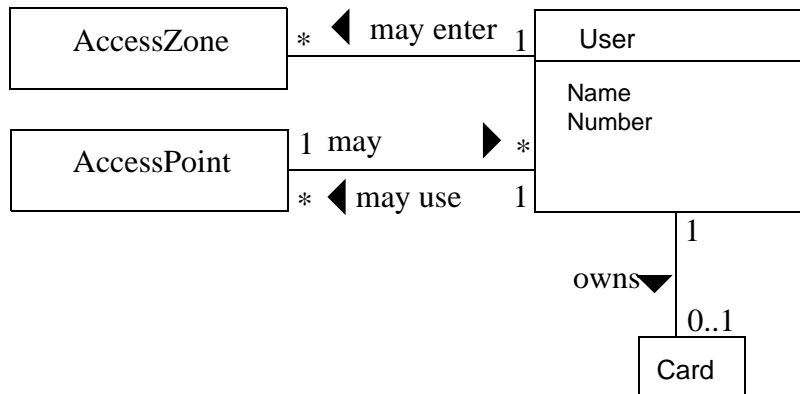 AccessZone
* may enter 1
User
Name
Number
AccessPoint
1 may *
* may use 1
1
owns
0..1
Card